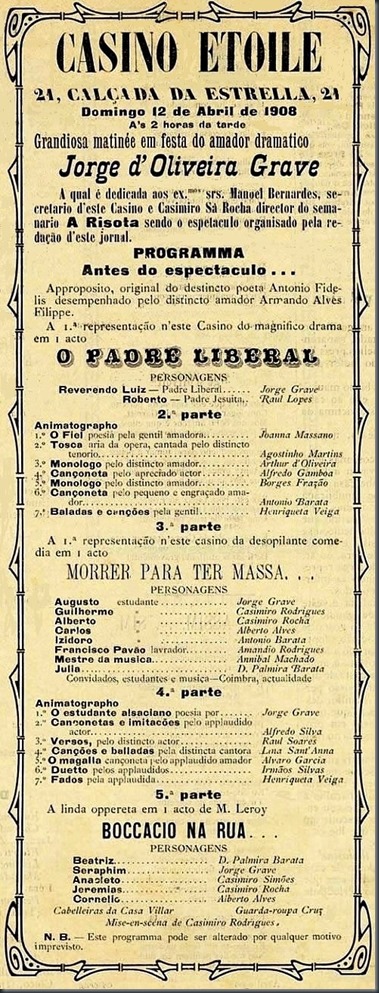 CASINO ETOILE
21, CALÇADA DA ESTRELLA, 21
Domingo 12 de Abril de 1908
A's 2 horas da tarde
Grandiosa matinée em festa do amador dramatico
Jorge d'Oliveira Grave
A qual é dedicada aos ex.mos srs. Manoel Bernardes, se-
cretario d'este Casino e Casimiro Sá Rocha director do sema-
nario A Risota sendo o espetaculo organisado pela re-
dação d'este jornal.
PROGRAMMA
Antes do espectaculo...
Approposito, original do destincto poeta Antonio Fide-
lis desempenhado pelo distincto amador Armando Alves
Filippe.
A 1.ª representação n'este Casino do magnifico drama
em 1 acto
O PADRE LIBERAL
PERSONAGENS
Reverendo Luiz — Padre Liberal...... Jorge Grave
Roberto — Padre Jesuita.. Raul Lopes
2.ª parte
Animatographo
1.º O Fiel poesia pela gentil amadora.......... Joanna Massano
2.º Tosca aria da opera, cantada pelo distincto
tenorio.......... Agostinho Martins
3.º Monologo pelo distincto amador.......... Arthur d'Oliveira
4.º Cançoneta pelo apreciado actor.......... Alfredo Gamboa
5.º Monologo pelo distincto amador.......... Borges Frazão
6.º Cançoneta pelo pequeno e engraçado ama-
dor.......... Antonio Barata
7.º Baladas e canções pela gentil.......... Henriqueta Veiga
3.ª parte
A 1.ª representação n'este casino da desopilante come-
dia em 1 acto
MORRER PARA TER MASSA...
PERSONAGENS
Augusto estudante.......... Jorge Grave
Guilherme " .......... Casimiro Rodrigues
Alberto " .......... Casimiro Rocha
Carlos " .......... Alberto Alves
Izidoro " .......... Antonio Barata
Francisco Pavão lavrador.......... Amandio Rodrigues
Mestre da musica.......... Annibal Machado
Julia.......... D. Palmira Barata
Convidados, estudantes e musica—Coimbra, actualidade
4.ª parte
Animatographo
1.º O estudante alsaciano poesia por...... Jorge Grave
2.º Cançonetas e imitacões pelo applaudido
actor.......... Alfredo Silva
3.º Versos, pelo distincto actor.......... Raul Soares
4.º Canções e balladas pela distincta cantora Lina Sant'Anna
5.º O magalla cançoneta pelo applaudido amador Alvaro Garcia
6.º Duetto pelos applaudidos.......... Irmãos Silvas
7.º Fados pela applaudida.......... Henriqueta Veiga
5.ª parte
A linda oppereta em 1 acto de M. Leroy
BOCCACIO NA RUA...
PERSONAGENS
Beatriz.......... D. Palmira Barata
Seraphim.......... Jorge Grave
Anacleto.......... Casimiro Simões
Jeremias.......... Casimiro Rocha
Cornelio.......... Alberto Alves
Cabelleiras da Casa Villar Guarda-roupa Cruz
Mise-en-scéna de Casimiro Rodrigues.
N. B. — Este programma pode ser alterado por qualquer motivo
imprevisto.